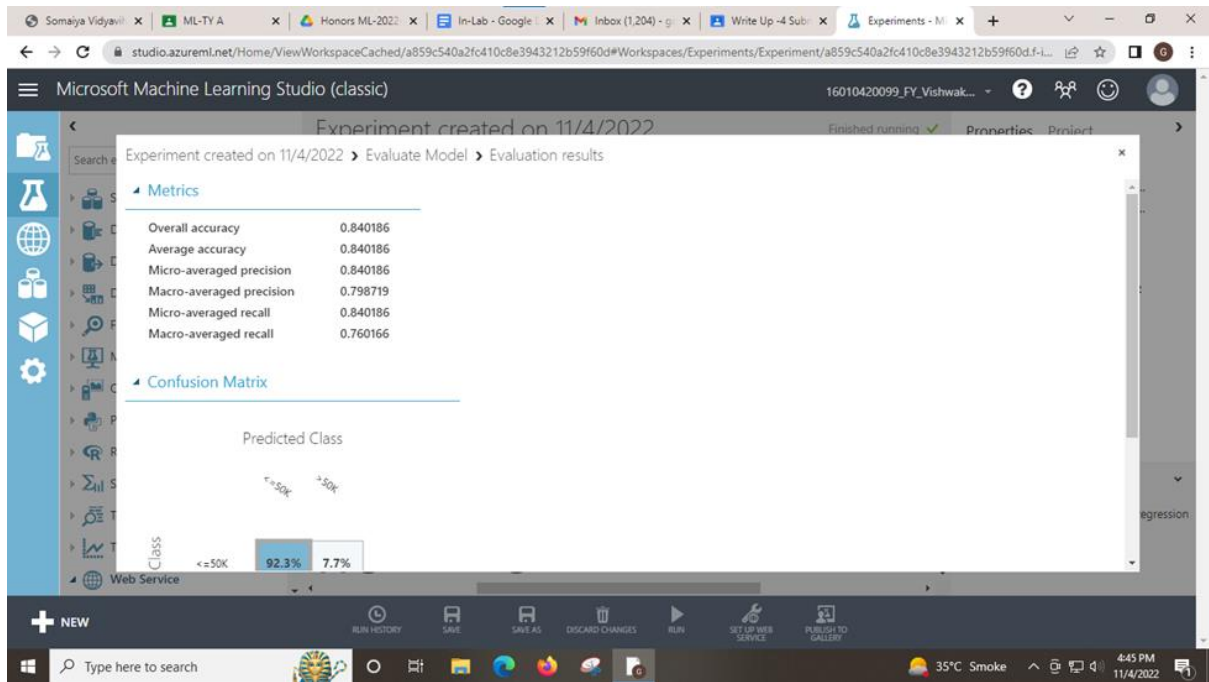 Somaiya Vidyavih
ML-TY A
Honors ML-2022
In-Lab - Google
Inbox (1,204) - g
Write Up -4 Sub
Experiments - Mi
studio.azureml.net/Home/ViewWorkspaceCached/a859c540a2fc410c8e3943212b59f60d#Workspaces/Experiments/Experiment/a859c540a2fc410c8e3943212b59f60d.f-i...
G
Microsoft Machine Learning Studio (classic)
16010420099_FY_Vishwak...
Experiment created on 11/4/2022
Finished running
Properties Project
Search e
Experiment created on 11/4/2022 > Evaluate Model > Evaluation results
Metrics
Overall accuracy 0.840186
Average accuracy 0.840186
Micro-averaged precision 0.840186
Macro-averaged precision 0.798719
Micro-averaged recall 0.840186
Macro-averaged recall 0.760166
Confusion Matrix
Predicted Class
<=50K >50K
Class
<=50K 92.3% 7.7%
egression
Web Service
NEW
RUN HISTORY
SAVE
SAVE AS
DISCARD CHANGES
RUN
SET UP WEB SERVICE
PUBLISH TO GALLERY
Type here to search
35°C Smoke
4:45 PM
11/4/2022